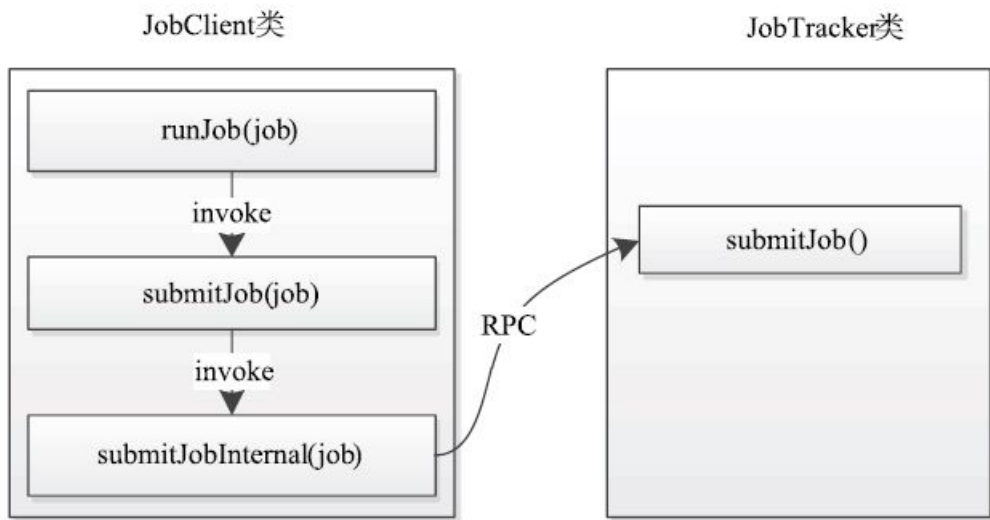 JobClient类
JobTracker类
runJob(job)
invoke
submitJob(job)
invoke
submitJobInternal(job)
RPC
submitJob()